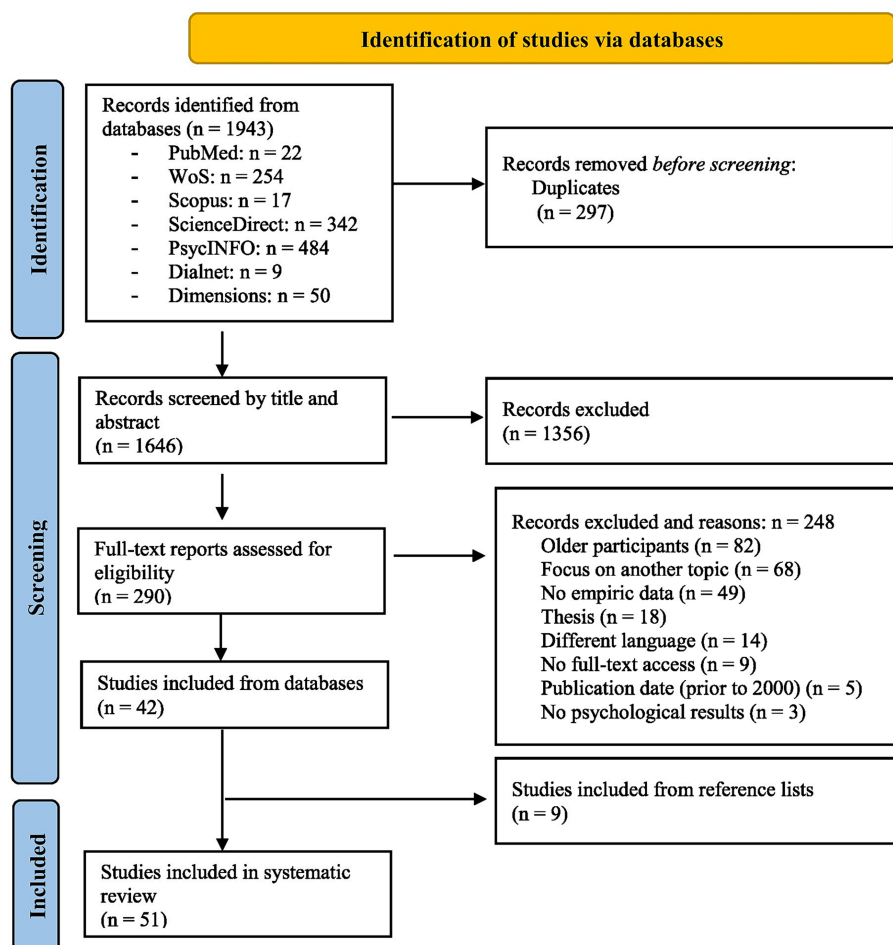 Identification of studies via databases
Identification
Records identified from
databases (n = 1943)
- PubMed: n = 22
- WoS: n = 254
- Scopus: n = 17
- ScienceDirect: n = 342
- PsycINFO: n = 484
- Dialnet: n = 9
- Dimensions: n = 50
Records removed before screening:
Duplicates
(n = 297)
Screening
Records screened by title and
abstract
(n = 1646)
Records excluded
(n = 1356)
Full-text reports assessed for
eligibility
(n = 290)
Records excluded and reasons: n = 248
Older participants (n = 82)
Focus on another topic (n = 68)
No empiric data (n = 49)
Thesis (n = 18)
Different language (n = 14)
No full-text access (n = 9)
Publication date (prior to 2000) (n = 5)
No psychological results (n = 3)
Studies included from databases
(n = 42)
Studies included from reference lists
(n = 9)
Included
Studies included in systematic
review
(n = 51)